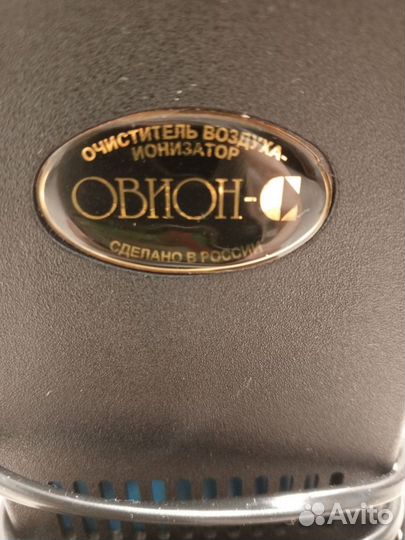 ОЧИСТИТЕЛЬ ВОЗДУХА-
ИОНИЗАТОР
ОВИОН-С
СДЕЛАНО В РОССИИ
Avito